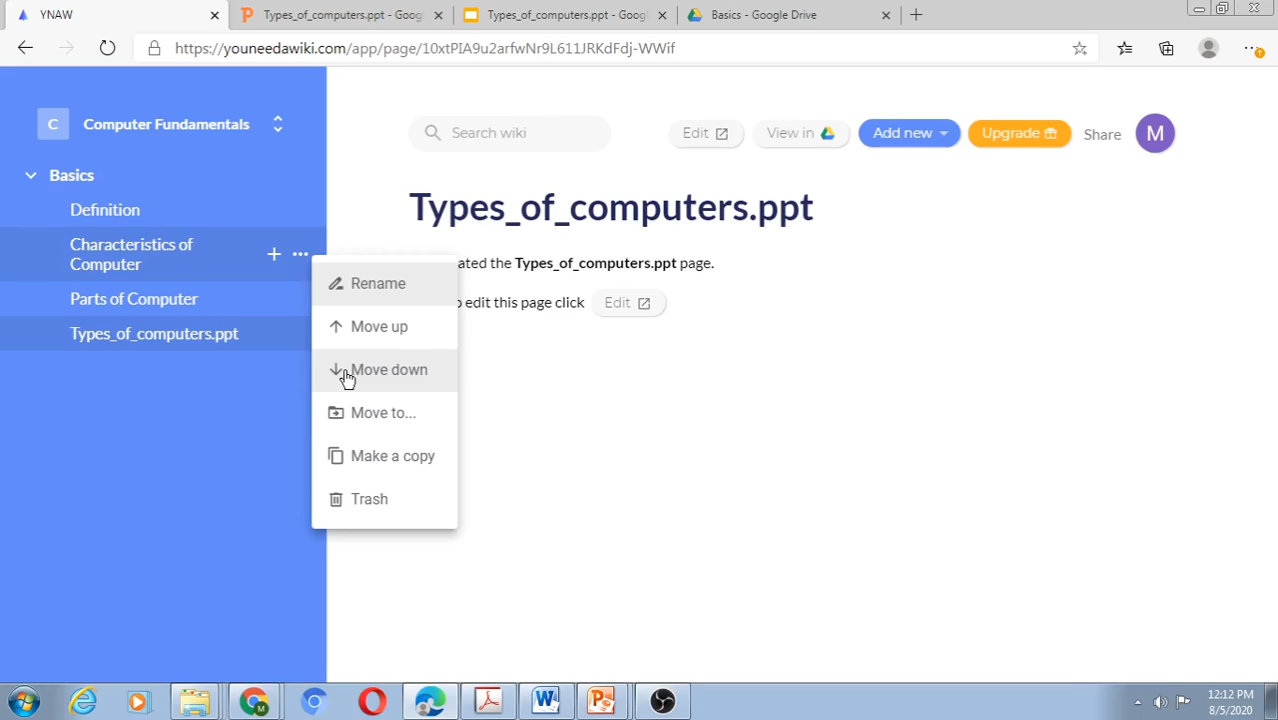 YNAW
Types_of_computers.ppt - Goog
Types_of_computers.ppt - Goog
Basics - Google Drive
https://youneedawiki.com/app/page/10xtPIA9u2arfwNr9L611JRKdFdj-WWif
C
Computer Fundamentals
Search wiki
Edit
View in
Add new
Upgrade
Share
M
Basics
Definition
Characteristics of
Computer
Parts of Computer
Types_of_computers.ppt
Types_of_computers.ppt
ated the Types_of_computers.ppt page.
o edit this page click
Edit
Rename
Move up
Move down
Move to...
Make a copy
Trash
12:12 PM
8/5/2020